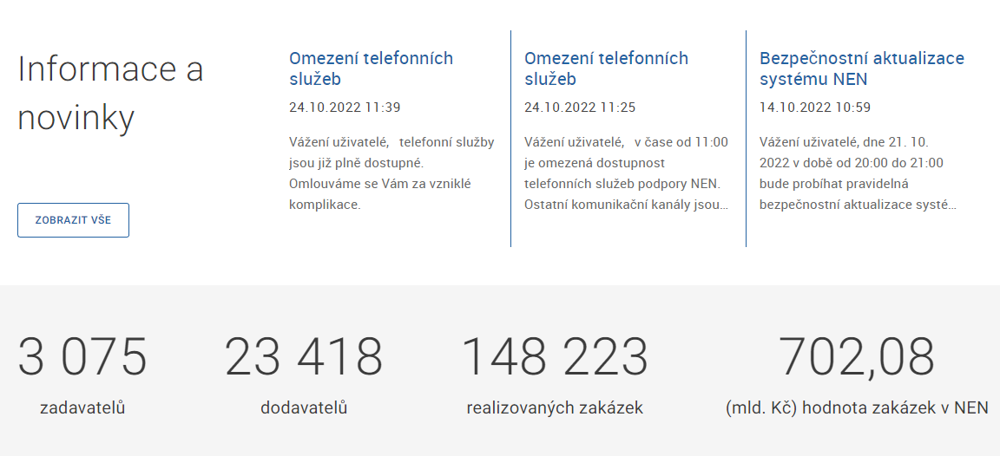 Informace a
novinky
ZOBRAZIT VŠE
Omezení telefonních
služeb
24.10.2022 11:39
Vážení uživatelé,   telefonní služby
jsou již plně dostupné.
Omlouváme se Vám za vzniklé
komplikace.
Omezení telefonních
služeb
24.10.2022 11:25
Vážení uživatelé,   v čase od 11:00
je omezená dostupnost
telefonních služeb podpory NEN.
Ostatní komunikační kanály jsou…
Bezpečnostní aktualizace
systému NEN
14.10.2022 10:59
Vážení uživatelé, dne 21. 10.
2022 v době od 20:00 do 21:00
bude probíhat pravidelná
bezpečnostní aktualizace systé…
3 075
zadavatelů
23 418
dodavatelů
148 223
realizovaných zakázek
702,08
(mld. Kč) hodnota zakázek v NEN